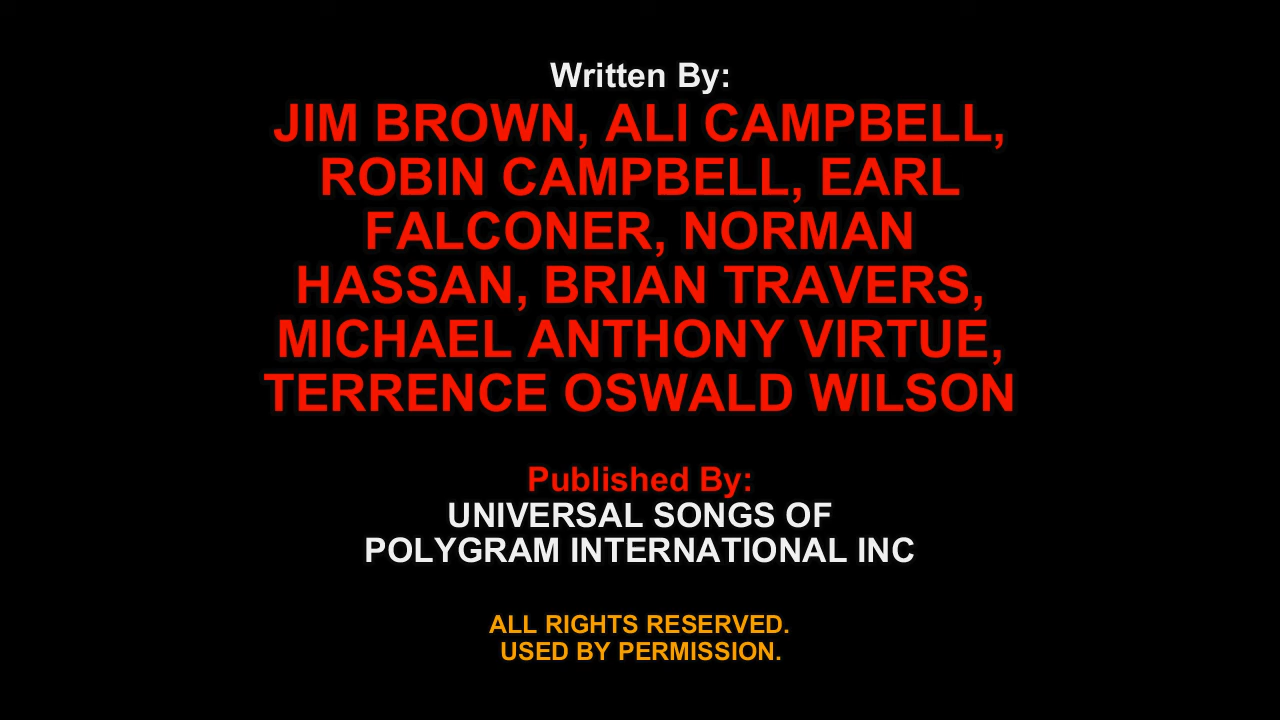 Written By:
JIM BROWN, ALI CAMPBELL,
ROBIN CAMPBELL, EARL
FALCONER, NORMAN
HASSAN, BRIAN TRAVERS,
MICHAEL ANTHONY VIRTUE,
TERRENCE OSWALD WILSON
Published By:
UNIVERSAL SONGS OF
POLYGRAM INTERNATIONAL INC
ALL RIGHTS RESERVED.
USED BY PERMISSION.